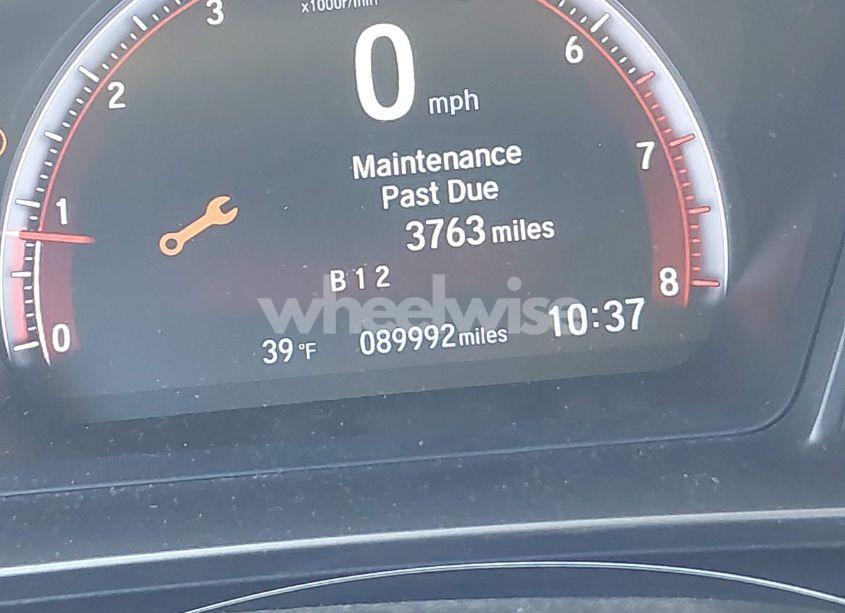 x1000r/min
3
2
1
0
6
7
8
0 mph
Maintenance
Past Due
3763 miles
B 1 2
wheelwise
39 °F 089992 miles 10:37